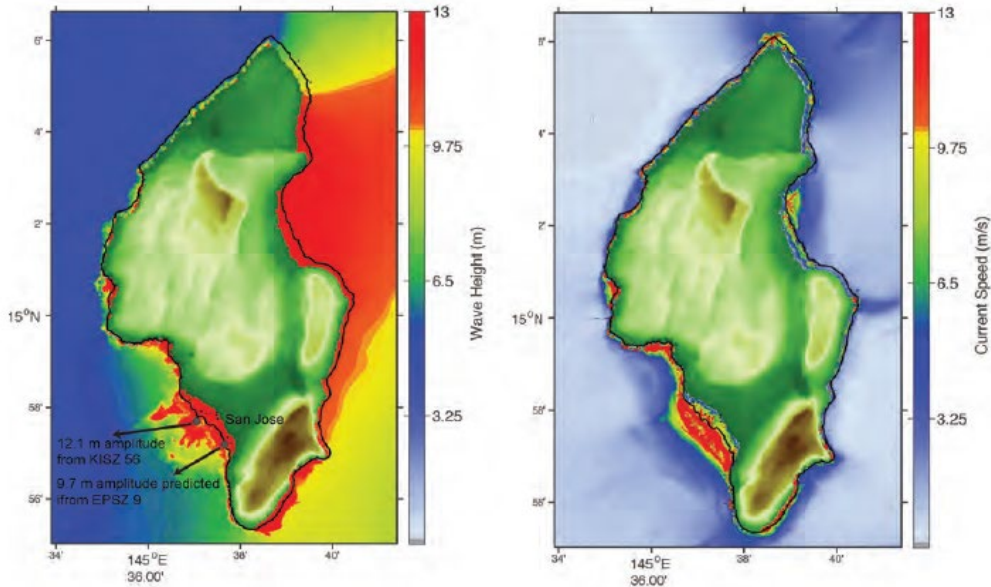 13
6'
9.75
4'
2'
6.5
Wave Height (m)
15°N
58'
San Jose
3.25
12.1 m amplitude
from KISZ 56
9.7 m amplitude predicted
ifrom EPSZ 9
56'
34'
145°E
38'
40'
36.00'
13
6'
9.75
4'
2'
6.5
Current Speed (m/s)
15°N
58'
3.25
56'
34'
145°E
38'
40'
36.00'